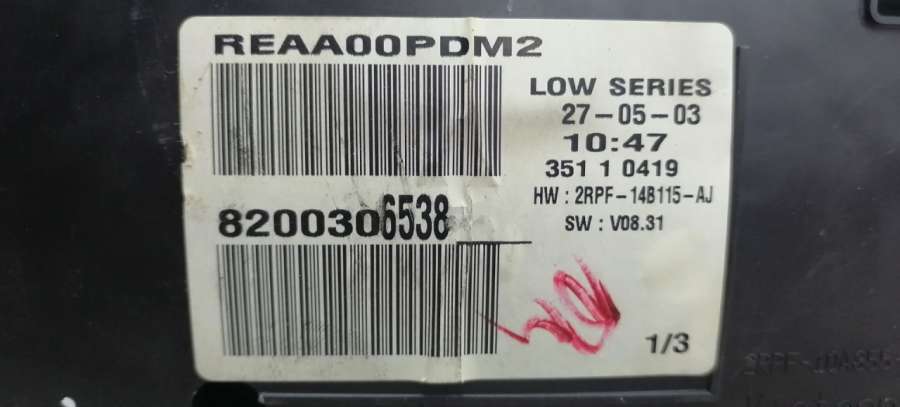 REAA00PDM2
LOW SERIES
27-05-03
10:47
351 1 0419
HW : 2RPF-14B115-AJ
SW : V08.31
8200306538
1/3